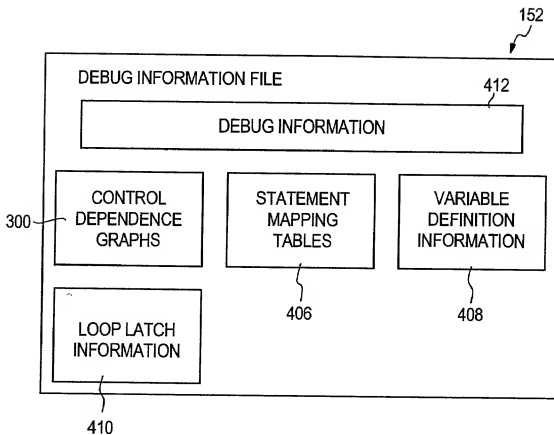 152
DEBUG INFORMATION FILE
412
DEBUG INFORMATION
300
CONTROL
DEPENDENCE
GRAPHS
STATEMENT
MAPPING
TABLES
VARIABLE
DEFINITION
INFORMATION
406
408
LOOP LATCH
INFORMATION
410